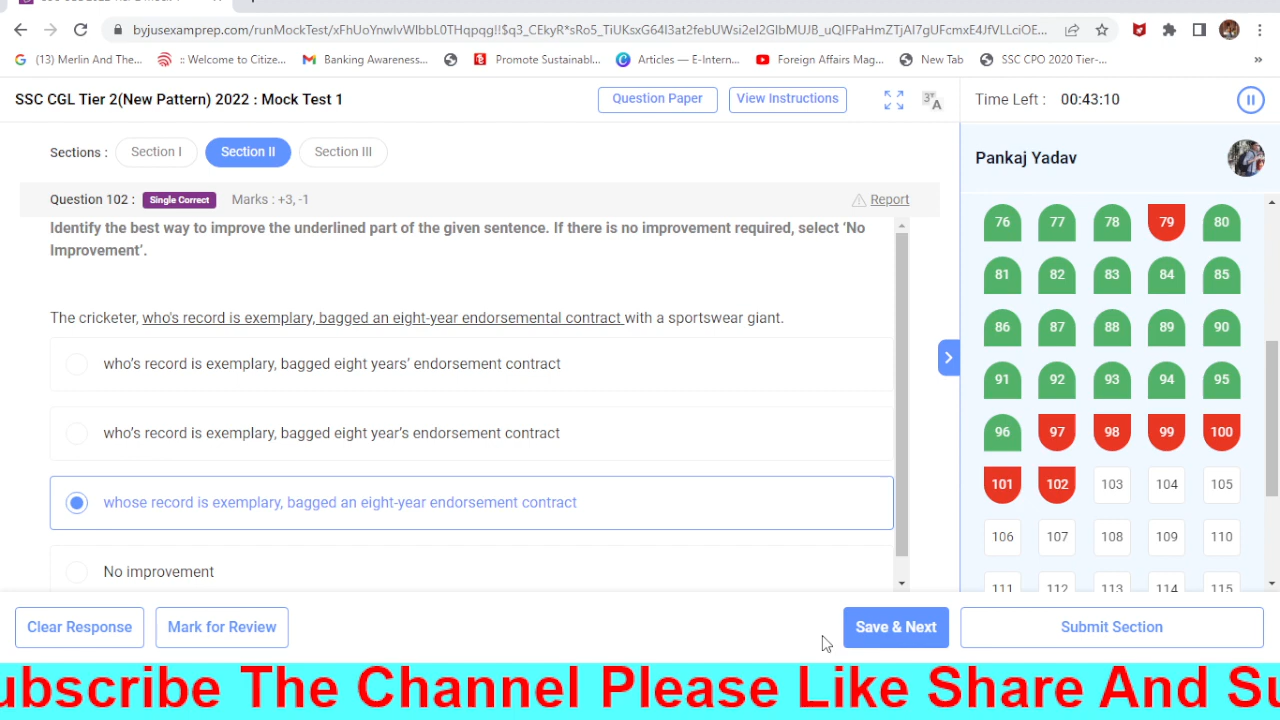 byjusexamprep.com/runMockTest/xFhUoYnwlvWlbbL0THqpqg!!$q3_CEkyR*sRo5_TiUKsxG64I3at2febUWsi2eI2GlbMUJ8_uQIFPaHmZTjAI7gUFcmxE4JfVLLciOE...
(13) Merlin And The...
:: Welcome to Citize...
Banking Awareness...
Promote Sustainabl...
Articles — E-Intern...
Foreign Affairs Mag...
New Tab
SSC CPO 2020 Tier-...
»
SSC CGL Tier 2(New Pattern) 2022 : Mock Test 1
Question Paper
View Instructions
Time Left : 00:43:10
Sections :
Section I
Section II
Section III
Pankaj Yadav
Question 102 : Single Correct Marks : +3, -1
Report
Identify the best way to improve the underlined part of the given sentence. If there is no improvement required, select ‘No
Improvement’.
The cricketer, who's record is exemplary, bagged an eight-year endorsemental contract with a sportswear giant.
who’s record is exemplary, bagged eight years’ endorsement contract
who’s record is exemplary, bagged eight year’s endorsement contract
whose record is exemplary, bagged an eight-year endorsement contract
No improvement
76 77 78 79 80
81 82 83 84 85
86 87 88 89 90
91 92 93 94 95
96 97 98 99 100
101 102 103 104 105
106 107 108 109 110
111 112 113 114 115
Clear Response
Mark for Review
Save & Next
Submit Section
ubscribe The Channel Please Like Share And Su